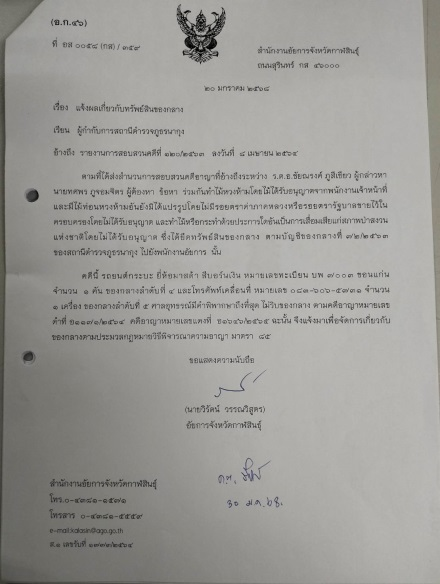 (อ.ก.๔๖)
ที่ อส ๐๐๕๘ (กส) / ๓๕๙
สำนักงานอัยการจังหวัดกาฬสินธุ์
ถนนสุรินทร์ กส ๔๖๐๐๐
๒๐ มกราคม ๒๕๖๘
เรื่อง แจ้งผลเกี่ยวกับทรัพย์สินของกลาง
เรียน ผู้กำกับการสถานีตำรวจภูธรนากุง
อ้างถึง รายงานการสอบสวนคดีที่ ๑๒๐/๒๕๖๓ ลงวันที่ ๘ เมษายน ๒๕๖๔
ตามที่ได้ส่งสำนวนการสอบสวนคดีอาญาที่อ้างถึงระหว่าง ร.ต.อ.ชัยณรงค์ ภูสีเขียว ผู้กล่าวหา
นายทศพร ภูจอมจิตร ผู้ต้องหา ข้อหา ร่วมกันทำไม้หวงห้ามโดยไม่ได้รับอนุญาตจากพนักงานเจ้าหน้าที่
และมีไม้ท่อนหวงห้ามอันยังมิได้แปรรูปโดยไม่มีรอยตราค่าภาคหลวงหรือรอยตรารัฐบาลขายไว้ใน
ครอบครองโดยไม่ได้รับอนุญาต และทำไม้หรือกระทำด้วยประการใดอันเป็นการเสื่อมเสียแก่สภาพป่าสงวน
แห่งชาติโดยไม่ได้รับอนุญาต ซึ่งได้ยึดทรัพย์สินของกลาง ตามบัญชีของกลางที่ ๙๒/๒๕๖๓
ของสถานีตำรวจภูธรนากุง ไปยังพนักงานอัยการ นั้น
คดีนี้ รถยนต์กระบะ ยี่ห้อมาสด้า สีบอร์นเงิน หมายเลขทะเบียน บพ ๗๐๐๓ ขอนแก่น
จำนวน ๑ คัน ของกลางลำดับที่ ๔ และโทรศัพท์เคลื่อนที่ หมายเลข ๐๘๑-๖๐๖-๕๗๓๑ จำนวน
๑ เครื่อง ของกลางลำดับที่ ๕ ศาลอุทธรณ์มีคำพิพากษาถึงที่สุด ไม่ริบของกลาง ตามคดีอาญาหมายเลข
ดำที่ คดีอาญาหมายเลขแดงที่ อ๑๖๔๖/๒๕๖๕ ฉะนั้น จึงแจ้งมาเพื่อจัดการเกี่ยวกับ
ของกลางตามประมวลกฎหมายวิธีพิจารณาความอาญา มาตรา ๘๕
ขอแสดงความนับถือ
(นายวิรัตน์ วรรณวิสูตร)
อัยการจังหวัดกาฬสินธุ์
๓๐ ม.ค. ๖๘.
สำนักงานอัยการจังหวัดกาฬสินธุ์
โทร.๐-๔๓๘๑-๑๕๗๑
โทรสาร ๐-๔๓๘๑-๕๕๕๙
e-mail:kalasin@ago.go.th
ส.๑ เลขรับที่ ๑๓๓๒/๒๕๖๔